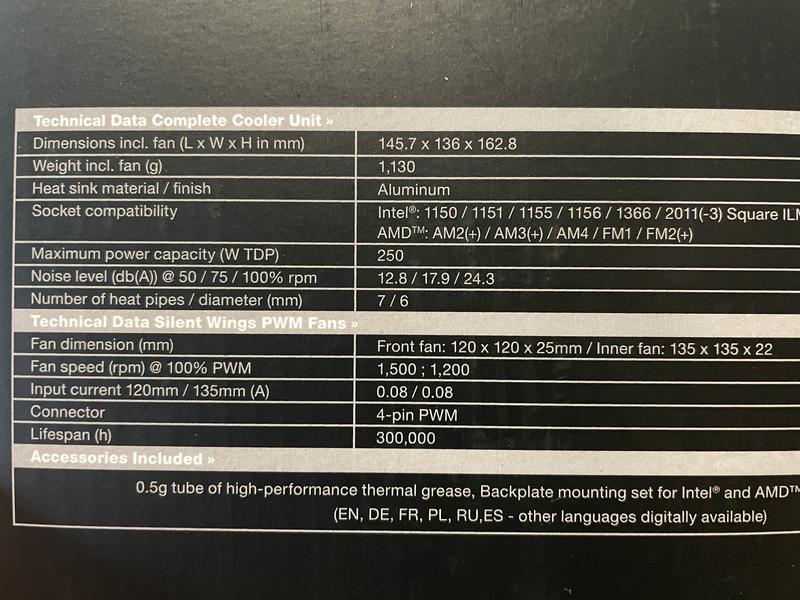 Technical Data Complete Cooler Unit »
Dimensions incl. fan (L x W x H in mm) 145.7 x 136 x 162.8
Weight incl. fan (g) 1,130
Heat sink material / finish Aluminum
Socket compatibility Intel®: 1150 / 1151 / 1155 / 1156 / 1366 / 2011(-3) Square ILM
AMD™: AM2(+) / AM3(+) / AM4 / FM1 / FM2(+)
Maximum power capacity (W TDP) 250
Noise level (db(A)) @ 50 / 75 / 100% rpm 12.8 / 17.9 / 24.3
Number of heat pipes / diameter (mm) 7 / 6
Technical Data Silent Wings PWM Fans »
Fan dimension (mm) Front fan: 120 x 120 x 25mm / Inner fan: 135 x 135 x 22
Fan speed (rpm) @ 100% PWM 1,500 ; 1,200
Input current 120mm / 135mm (A) 0.08 / 0.08
Connector 4-pin PWM
Lifespan (h) 300,000
Accessories Included »
0.5g tube of high-performance thermal grease, Backplate mounting set for Intel® and AMD™
(EN, DE, FR, PL, RU,ES - other languages digitally available)